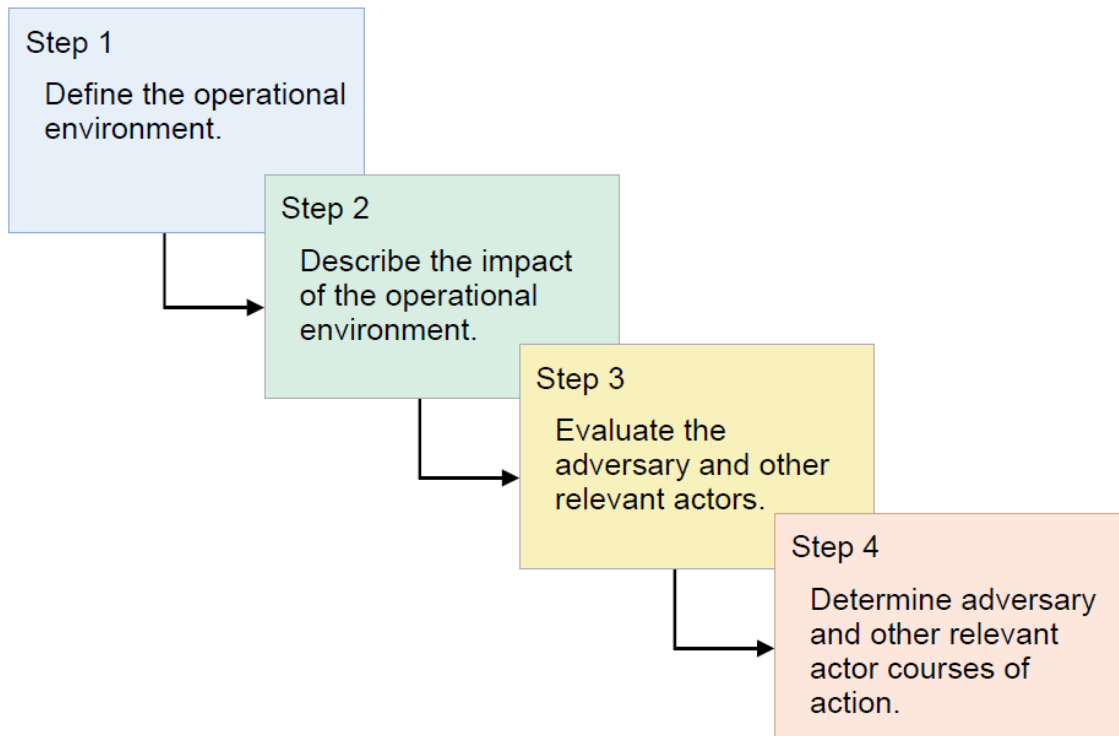 Step 1
Define the operational
environment.
Step 2
Describe the impact
of the operational
environment.
Step 3
Evaluate the
adversary and other
relevant actors.
Step 4
Determine adversary
and other relevant
actor courses of
action.